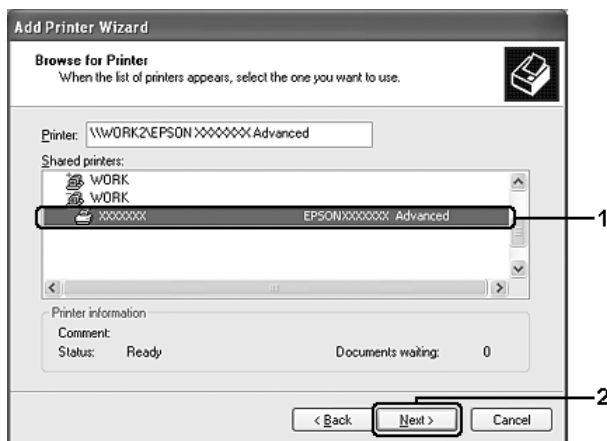 Add Printer Wizard
Browse for Printer
When the list of printers appears, select the one you want to use.
Printer: \\WORK2\EPSON XXXXXXX Advanced
Shared printers:
WORK
WORK
XXXXXXX EPSONXXXXXX Advanced
1
Printer information
Comment:
Status: Ready Documents waiting: 0
2
< Back Next > Cancel